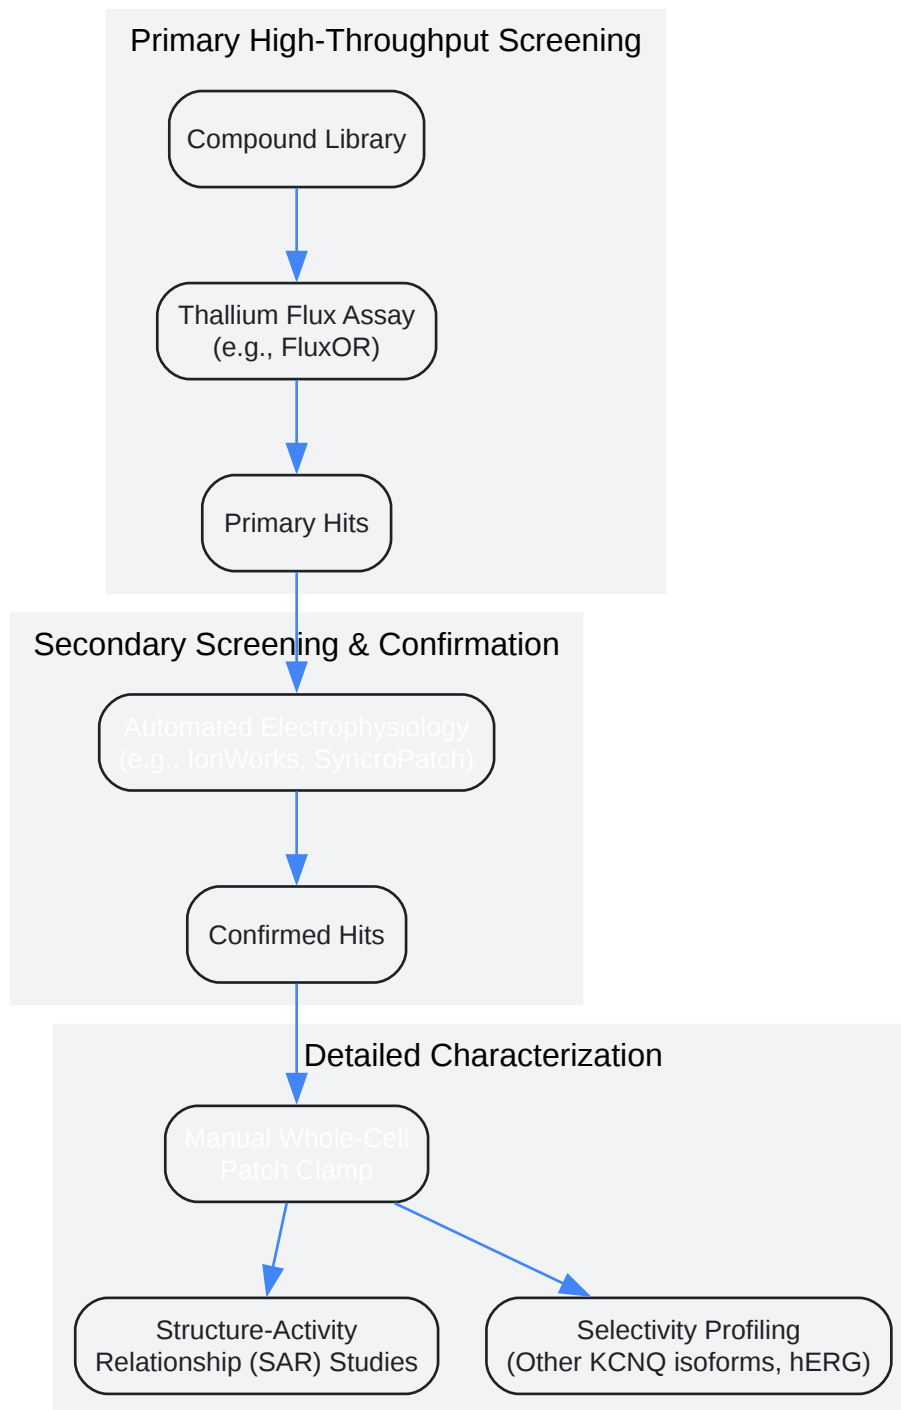 Primary High-Throughput Screening
Compound Library
Thallium Flux Assay
(e.g., FluxOR)
Primary Hits
Secondary Screening & Confirmation
Automated Electrophysiology
(e.g., IonWorks, SyncroPatch)
Confirmed Hits
Detailed Characterization
Manual Whole-Cell
Patch Clamp
Structure-Activity
Relationship (SAR) Studies
Selectivity Profiling
(Other KCNQ isoforms, hERG)